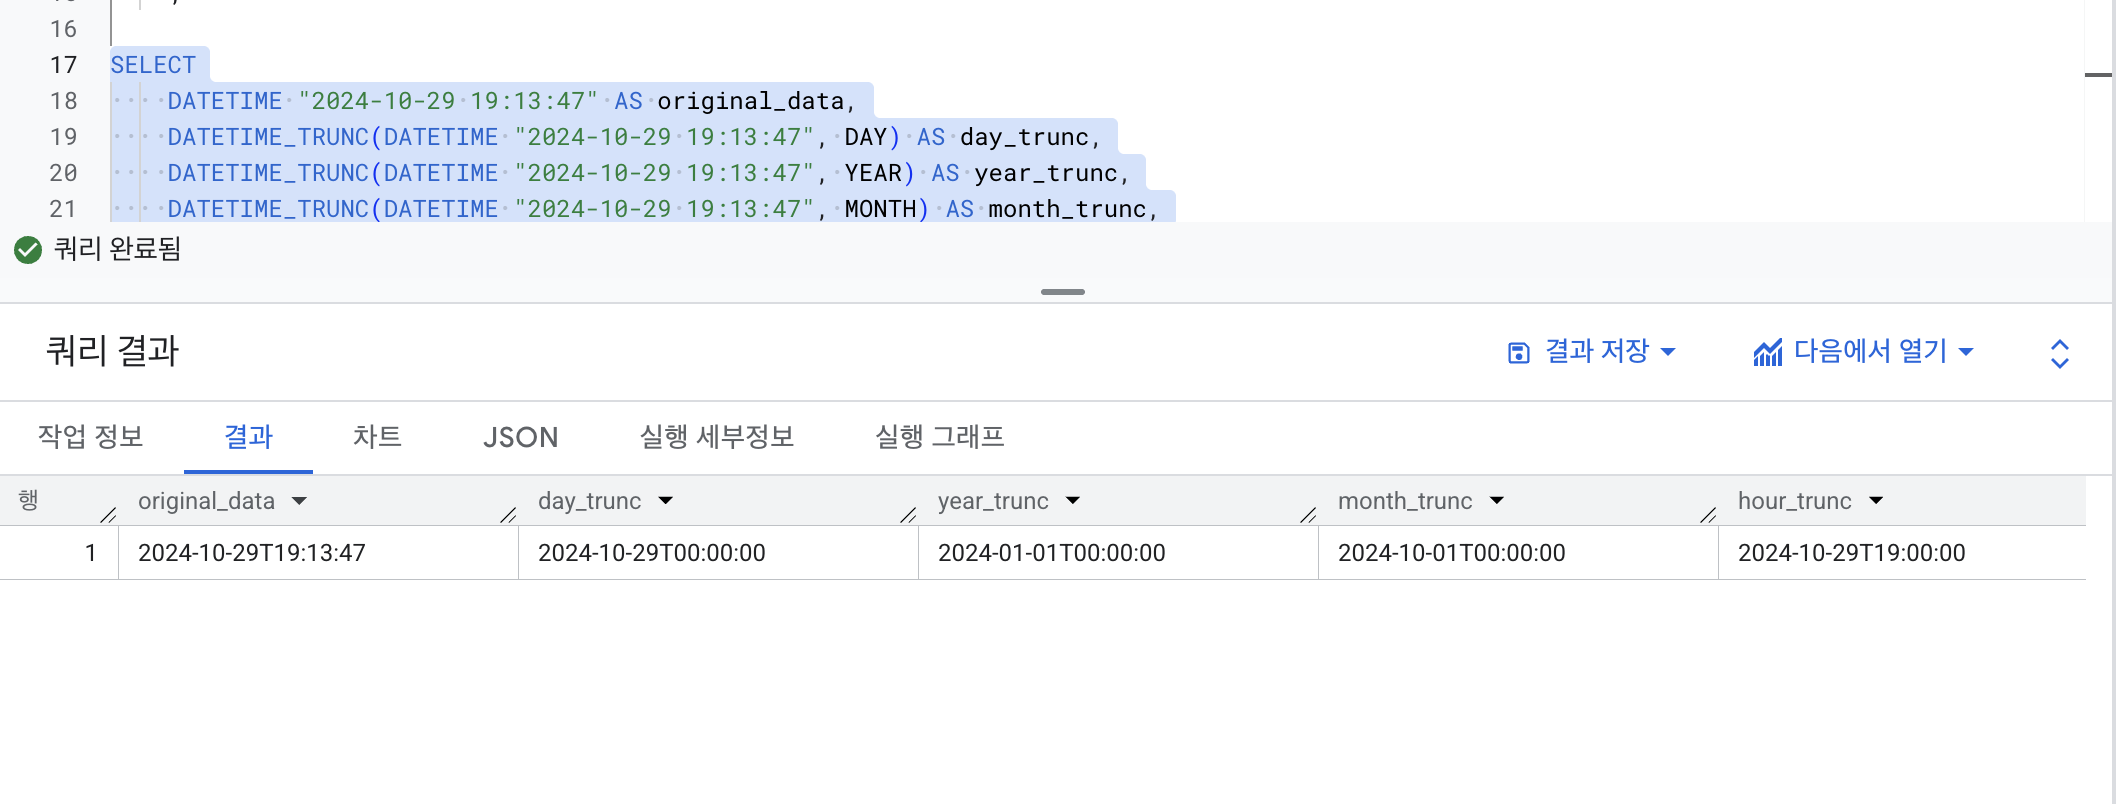 16
17 SELECT
18 DATETIME "2024-10-29 19:13:47" AS original_data,
19 DATETIME_TRUNC(DATETIME "2024-10-29 19:13:47", DAY) AS day_trunc,
20 DATETIME_TRUNC(DATETIME "2024-10-29 19:13:47", YEAR) AS year_trunc,
21 DATETIME_TRUNC(DATETIME "2024-10-29 19:13:47", MONTH) AS month_trunc,
쿼리 완료됨
쿼리 결과 결과 저장 다음에서 열기
작업 정보 결과 차트 JSON 실행 세부정보 실행 그래프
행 original_data day_trunc year_trunc month_trunc hour_trunc
1 2024-10-29T19:13:47 2024-10-29T00:00:00 2024-01-01T00:00:00 2024-10-01T00:00:00 2024-10-29T19:00:00